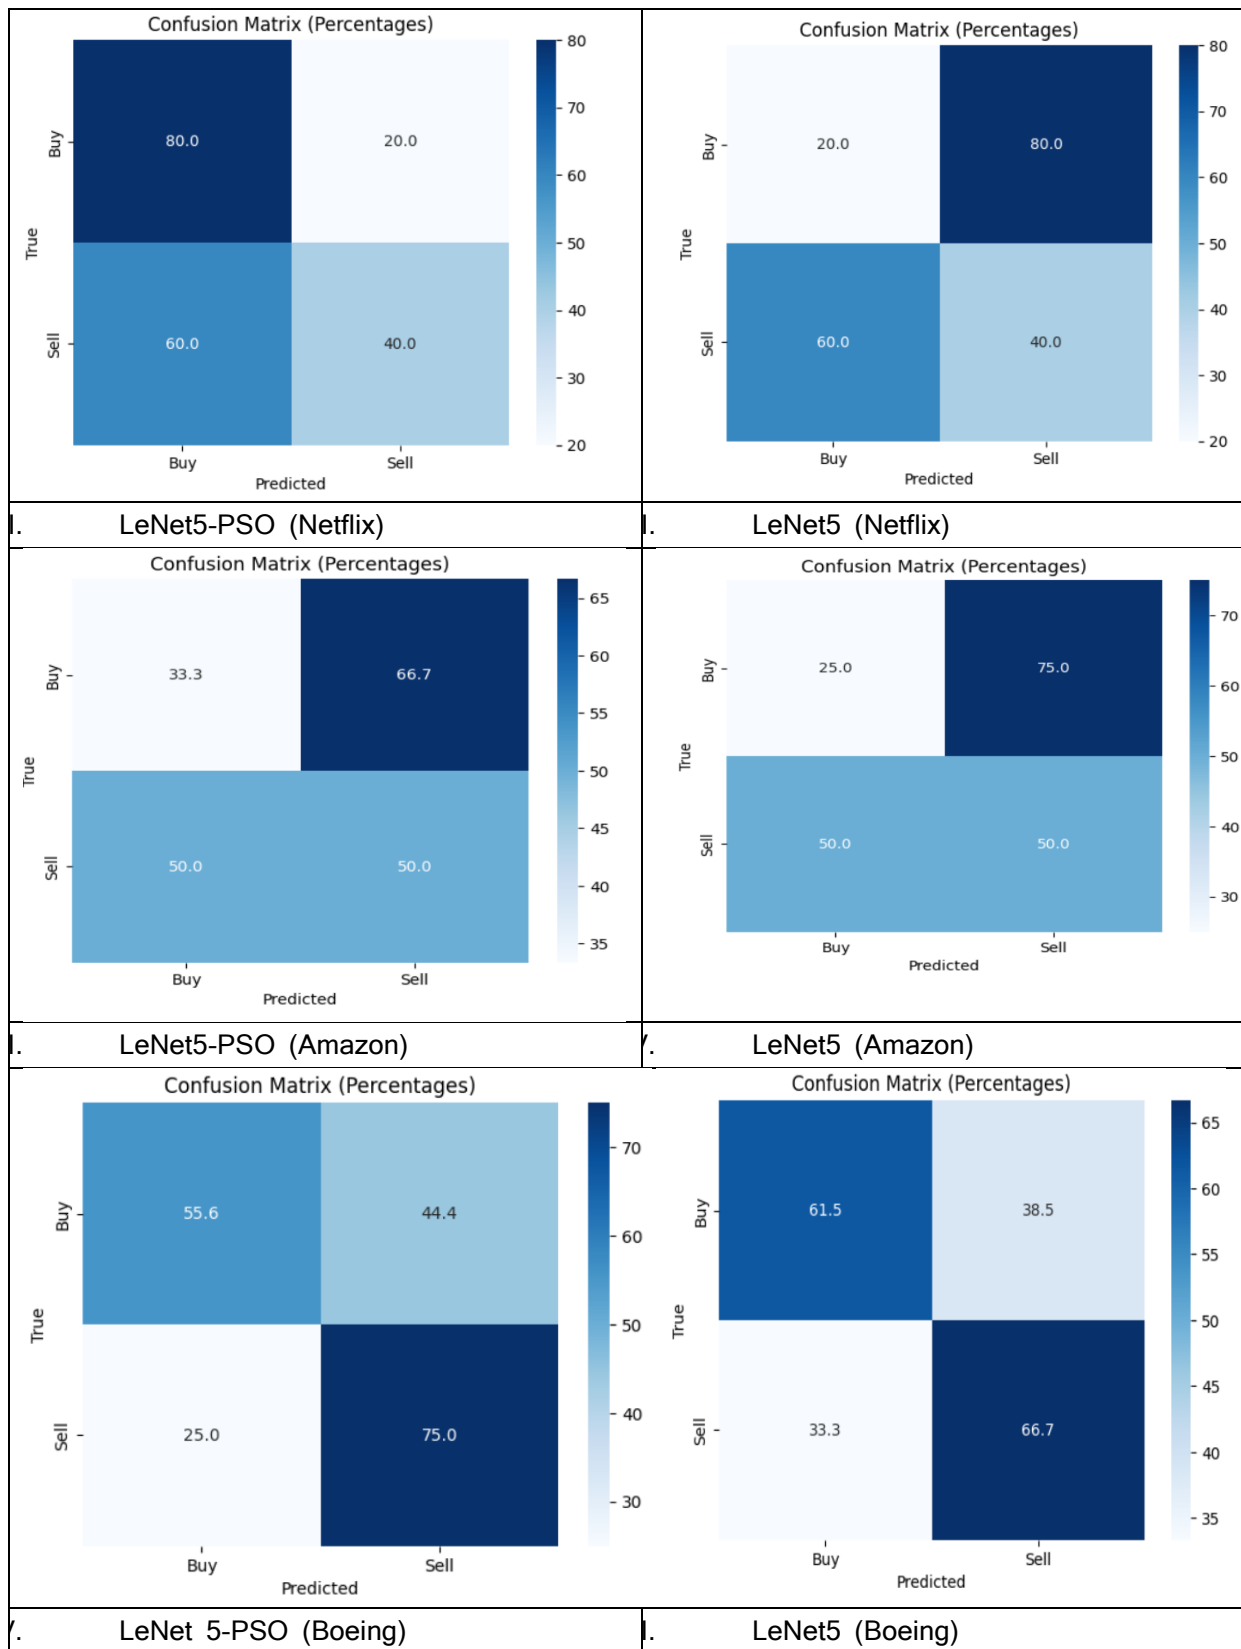 Confusion Matrix (Percentages)
80
70
60
50
40
30
20
True
Buy
Sell
80.0 20.0
60.0 40.0
Buy Sell
Predicted
Confusion Matrix (Percentages)
80
70
60
50
40
30
20
True
Buy
Sell
20.0 80.0
60.0 40.0
Buy Sell
Predicted
LeNet5-PSO (Netflix)
LeNet5 (Netflix)
Confusion Matrix (Percentages)
65
60
55
50
45
40
35
True
Buy
Sell
33.3 66.7
50.0 50.0
Buy Sell
Predicted
Confusion Matrix (Percentages)
70
60
50
40
30
True
Buy
Sell
25.0 75.0
50.0 50.0
Buy Sell
Predicted
LeNet5-PSO (Amazon)
LeNet5 (Amazon)
Confusion Matrix (Percentages)
70
60
50
40
30
True
Buy
Sell
55.6 44.4
25.0 75.0
Buy Sell
Predicted
Confusion Matrix (Percentages)
65
60
55
50
45
40
35
True
Buy
Sell
61.5 38.5
33.3 66.7
Buy Sell
Predicted
LeNet 5-PSO (Boeing)
LeNet5 (Boeing)